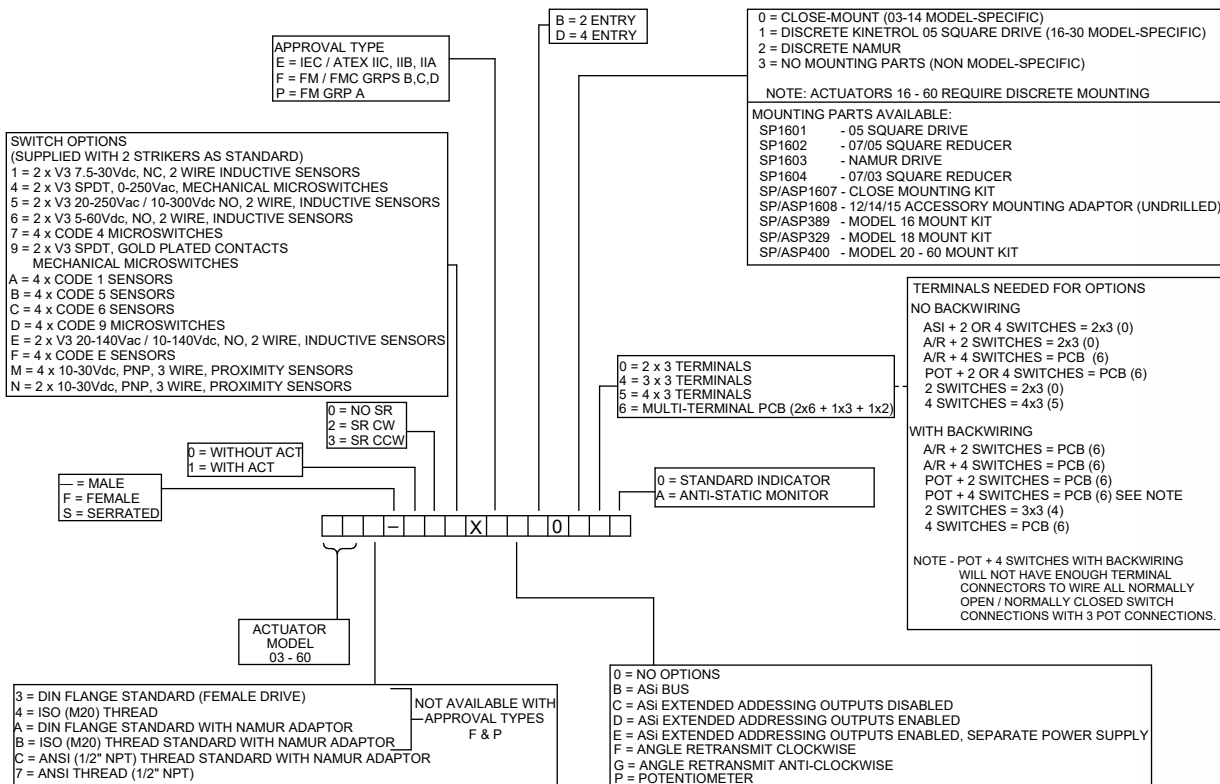 B = 2 ENTRY
D = 4 ENTRY
0 = CLOSE-MOUNT (03-14 MODEL-SPECIFIC)
1 = DISCRETE KINETROL 05 SQUARE DRIVE (16-30 MODEL-SPECIFIC)
2 = DISCRETE NAMUR
3 = NO MOUNTING PARTS (NON MODEL-SPECIFIC)
NOTE: ACTUATORS 16 - 60 REQUIRE DISCRETE MOUNTING
MOUNTING PARTS AVAILABLE:
SP1601 - 05 SQUARE DRIVE
SP1602 - 07/05 SQUARE REDUCER
SP1603 - NAMUR DRIVE
SP1604 - 07/03 SQUARE REDUCER
SP/ASP1607 - CLOSE MOUNTING KIT
SP/ASP1608 - 12/14/15 ACCESSORY MOUNTING ADAPTOR (UNDRILLED)
SP/ASP389 - MODEL 16 MOUNT KIT
SP/ASP329 - MODEL 18 MOUNT KIT
SP/ASP400 - MODEL 20 - 60 MOUNT KIT
APPROVAL TYPE
E = IEC / ATEX IIC, IIB, IIA
F = FM / FMC GRPS B,C,D
P = FM GRP A
SWITCH OPTIONS
(SUPPLIED WITH 2 STRIKERS AS STANDARD)
1 = 2 x V3 7.5-30Vdc, NC, 2 WIRE INDUCTIVE SENSORS
4 = 2 x V3 SPDT, 0-250Vac, MECHANICAL MICROSWITCHES
5 = 2 x V3 20-250Vac / 10-300Vdc NO, 2 WIRE, INDUCTIVE SENSORS
6 = 2 x V3 5-60Vdc, NO, 2 WIRE, INDUCTIVE SENSORS
7 = 4 x CODE 4 MICROSWITCHES
9 = 2 x V3 SPDT, GOLD PLATED CONTACTS
MECHANICAL MICROSWITCHES
A = 4 x CODE 1 SENSORS
B = 4 x CODE 5 SENSORS
C = 4 x CODE 6 SENSORS
D = 4 x CODE 9 MICROSWITCHES
E = 2 x V3 20-140Vac / 10-140Vdc, NO, 2 WIRE, INDUCTIVE SENSORS
F = 4 x CODE E SENSORS
M = 4 x 10-30Vdc, PNP, 3 WIRE, PROXIMITY SENSORS
N = 2 x 10-30Vdc, PNP, 3 WIRE, PROXIMITY SENSORS
TERMINALS NEEDED FOR OPTIONS
NO BACKWIRING
ASI + 2 OR 4 SWITCHES = 2x3 (0)
A/R + 2 SWITCHES = 2x3 (0)
A/R + 4 SWITCHES = PCB (6)
POT + 2 OR 4 SWITCHES = PCB (6)
2 SWITCHES = 2x3 (0)
4 SWITCHES = 4x3 (5)
WITH BACKWIRING
A/R + 2 SWITCHES = PCB (6)
A/R + 4 SWITCHES = PCB (6)
POT + 2 SWITCHES = PCB (6)
POT + 4 SWITCHES = PCB (6) SEE NOTE
2 SWITCHES = 3x3 (4)
4 SWITCHES = PCB (6)
NOTE - POT + 4 SWITCHES WITH BACKWIRING
WILL NOT HAVE ENOUGH TERMINAL
CONNECTORS TO WIRE ALL NORMALLY
OPEN / NORMALLY CLOSED SWITCH
CONNECTIONS WITH 3 POT CONNECTIONS.
0 = 2 x 3 TERMINALS
4 = 3 x 3 TERMINALS
5 = 4 x 3 TERMINALS
6 = MULTI-TERMINAL PCB (2x6 + 1x3 + 1x2)
0 = NO SR
2 = SR CW
3 = SR CCW
0 = WITHOUT ACT
1 = WITH ACT
— = MALE
F = FEMALE
S = SERRATED
0 = STANDARD INDICATOR
A = ANTI-STATIC MONITOR
– X 0
ACTUATOR
MODEL
03 - 60
3 = DIN FLANGE STANDARD (FEMALE DRIVE)
4 = ISO (M20) THREAD
A = DIN FLANGE STANDARD WITH NAMUR ADAPTOR
B = ISO (M20) THREAD STANDARD WITH NAMUR ADAPTOR
C = ANSI (1/2" NPT) THREAD STANDARD WITH NAMUR ADAPTOR
7 = ANSI THREAD (1/2" NPT)
NOT AVAILABLE WITH
APPROVAL TYPES
F & P
0 = NO OPTIONS
B = ASi BUS
C = ASi EXTENDED ADDESSING OUTPUTS DISABLED
D = ASi EXTENDED ADDRESSING OUTPUTS ENABLED
E = ASi EXTENDED ADDRESSING OUTPUTS ENABLED, SEPARATE POWER SUPPLY
F = ANGLE RETRANSMIT CLOCKWISE
G = ANGLE RETRANSMIT ANTI-CLOCKWISE
P = POTENTIOMETER